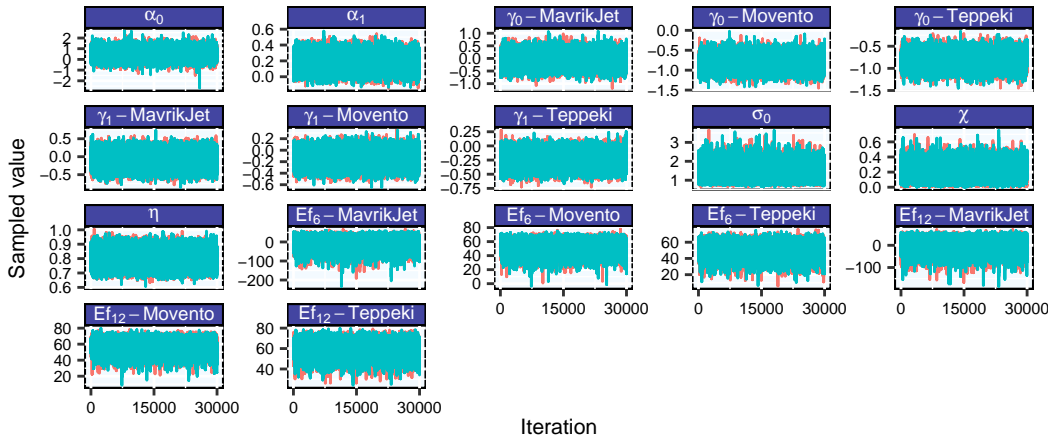 α₀ α₁ γ₀ – MavrikJet γ₀ – Movento γ₀ – Teppeki
2 1 0 −1 −2
0.6 0.4 0.2 0.0
1.0 0.5 0.0 −0.5 −1.0
0.0 −0.5 −1.0 −1.5
−0.5 −1.0 −1.5
γ₁ – MavrikJet γ₁ – Movento γ₁ – Teppeki σ₀ χ
0.5 0.0 −0.5
0.2 0.0 −0.2 −0.4 −0.6
0.25 0.00 −0.25 −0.50 −0.75
3 2 1
0.6 0.4 0.2 0.0
η Ef₆ – MavrikJet Ef₆ – Movento Ef₆ – Teppeki Ef₁₂ – MavrikJet
1.0 0.9 0.8 0.7 0.6
0 −100 −200
80 60 40 20 0
60 40 20
0 −100
0 15000 30000 0 15000 30000 0 15000 30000
Ef₁₂ – Movento Ef₁₂ – Teppeki
80 60 40 20
80 60 40
0 15000 30000 0 15000 30000
Sampled value
Iteration